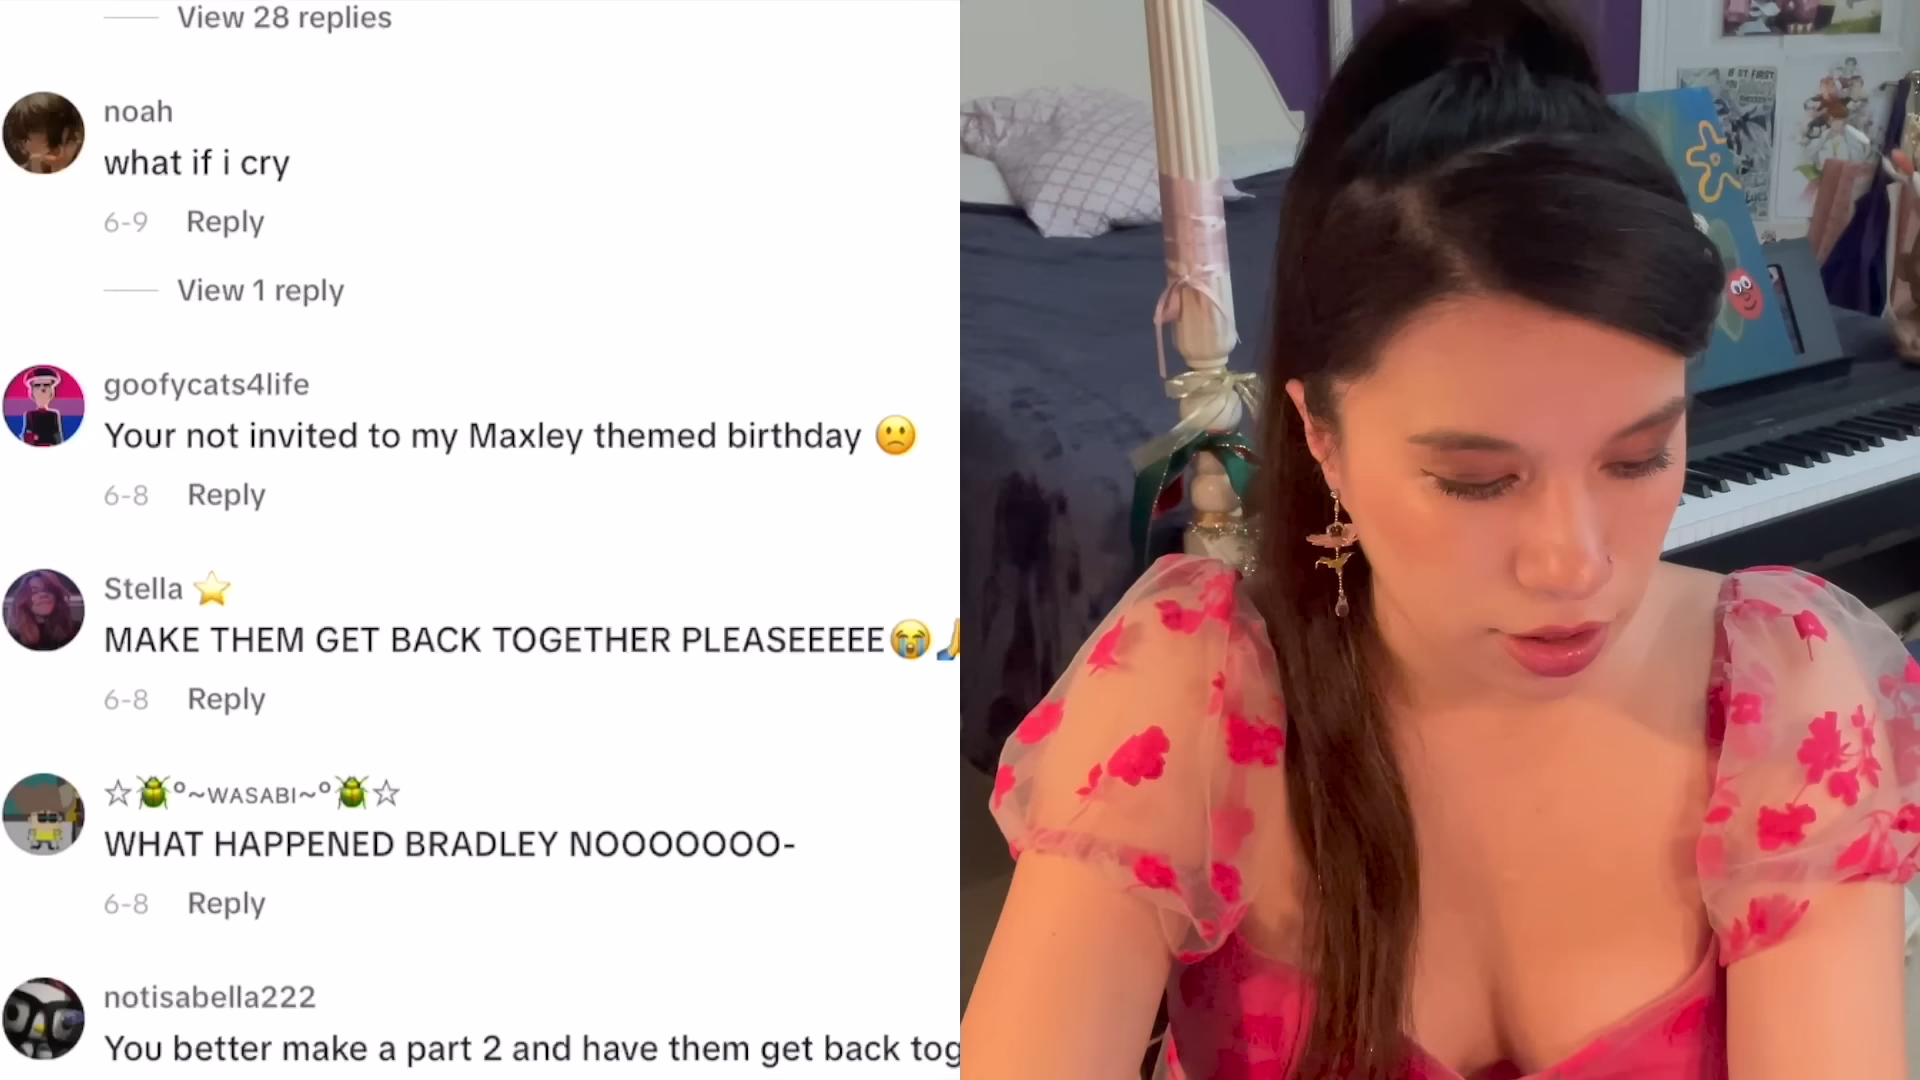 View 28 replies
noah
what if i cry
6-9 Reply
View 1 reply
goofycats4life
Your not invited to my Maxley themed birthday 🙁
6-8 Reply
Stella ⭐
MAKE THEM GET BACK TOGETHER PLEASEEEEE😭🙏
6-8 Reply
☆🪲°~WASABI~°🪲☆
WHAT HAPPENED BRADLEY NOOOOOOO-
6-8 Reply
notisabella222
You better make a part 2 and have them get back tog